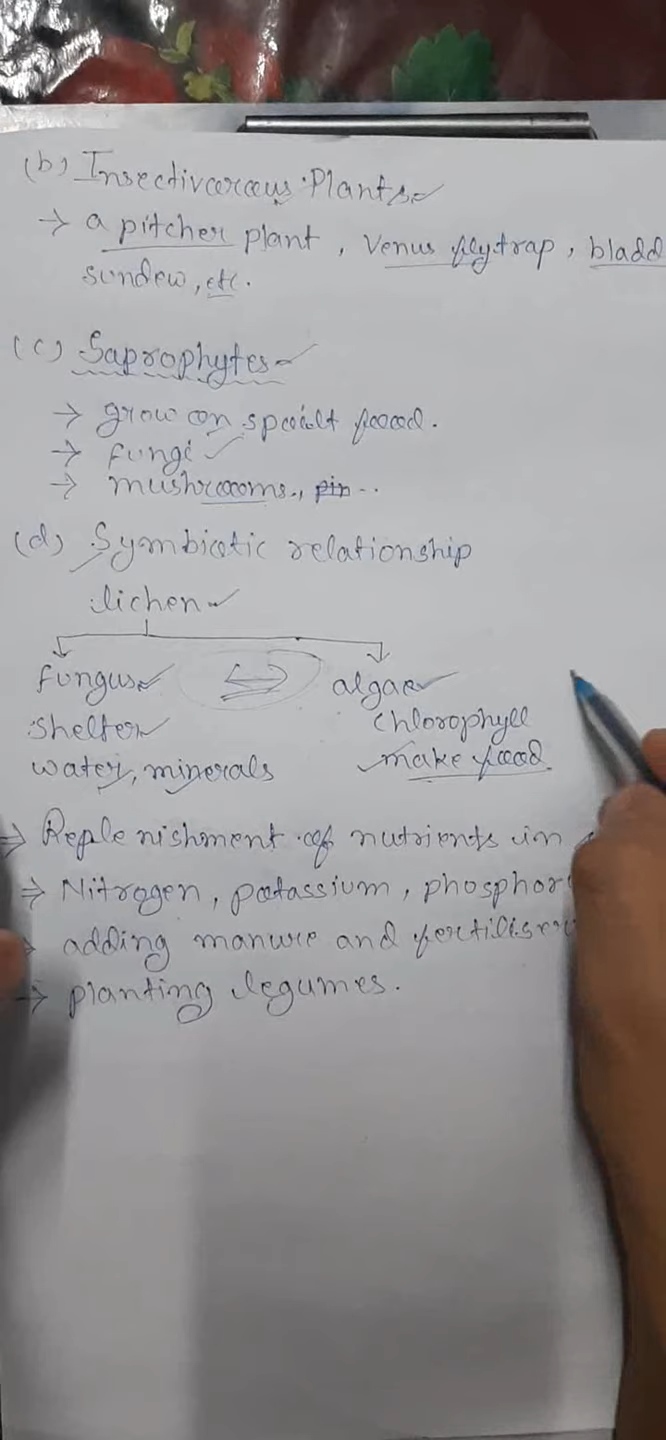 (b) Insectivorous Plants
→ a pitcher plant, Venus flytrap, bladd
sundew, etc.
(c) Saprophytes
→ grow on spoilt food.
→ fungi
→ mushrooms., pin..
(d) Symbiotic relationship
lichen
fungus ⇌ algae
shelter chlorophyll
water, minerals make food
⇒ Replenishment of nutrients in
→ Nitrogen, potassium, phosphor
→ adding manure and fertiliser
→ planting legumes.